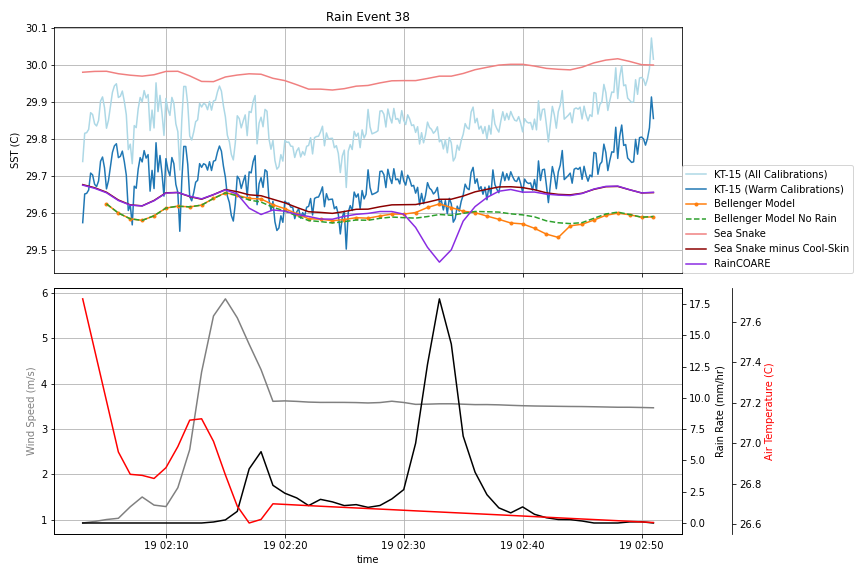 Rain Event 38
30.1
30.0
29.9
29.8
29.7
29.6
29.5
SST (C)
KT-15 (All Calibrations)
KT-15 (Warm Calibrations)
Bellenger Model
Bellenger Model No Rain
Sea Snake
Sea Snake minus Cool-Skin
RainCOARE
6
5
4
3
2
1
Wind Speed (m/s)
17.5
15.0
12.5
10.0
7.5
5.0
2.5
0.0
Rain Rate (mm/hr)
27.6
27.4
27.2
27.0
26.8
26.6
Air Temperature (C)
19 02:10
19 02:20
19 02:30
19 02:40
19 02:50
time